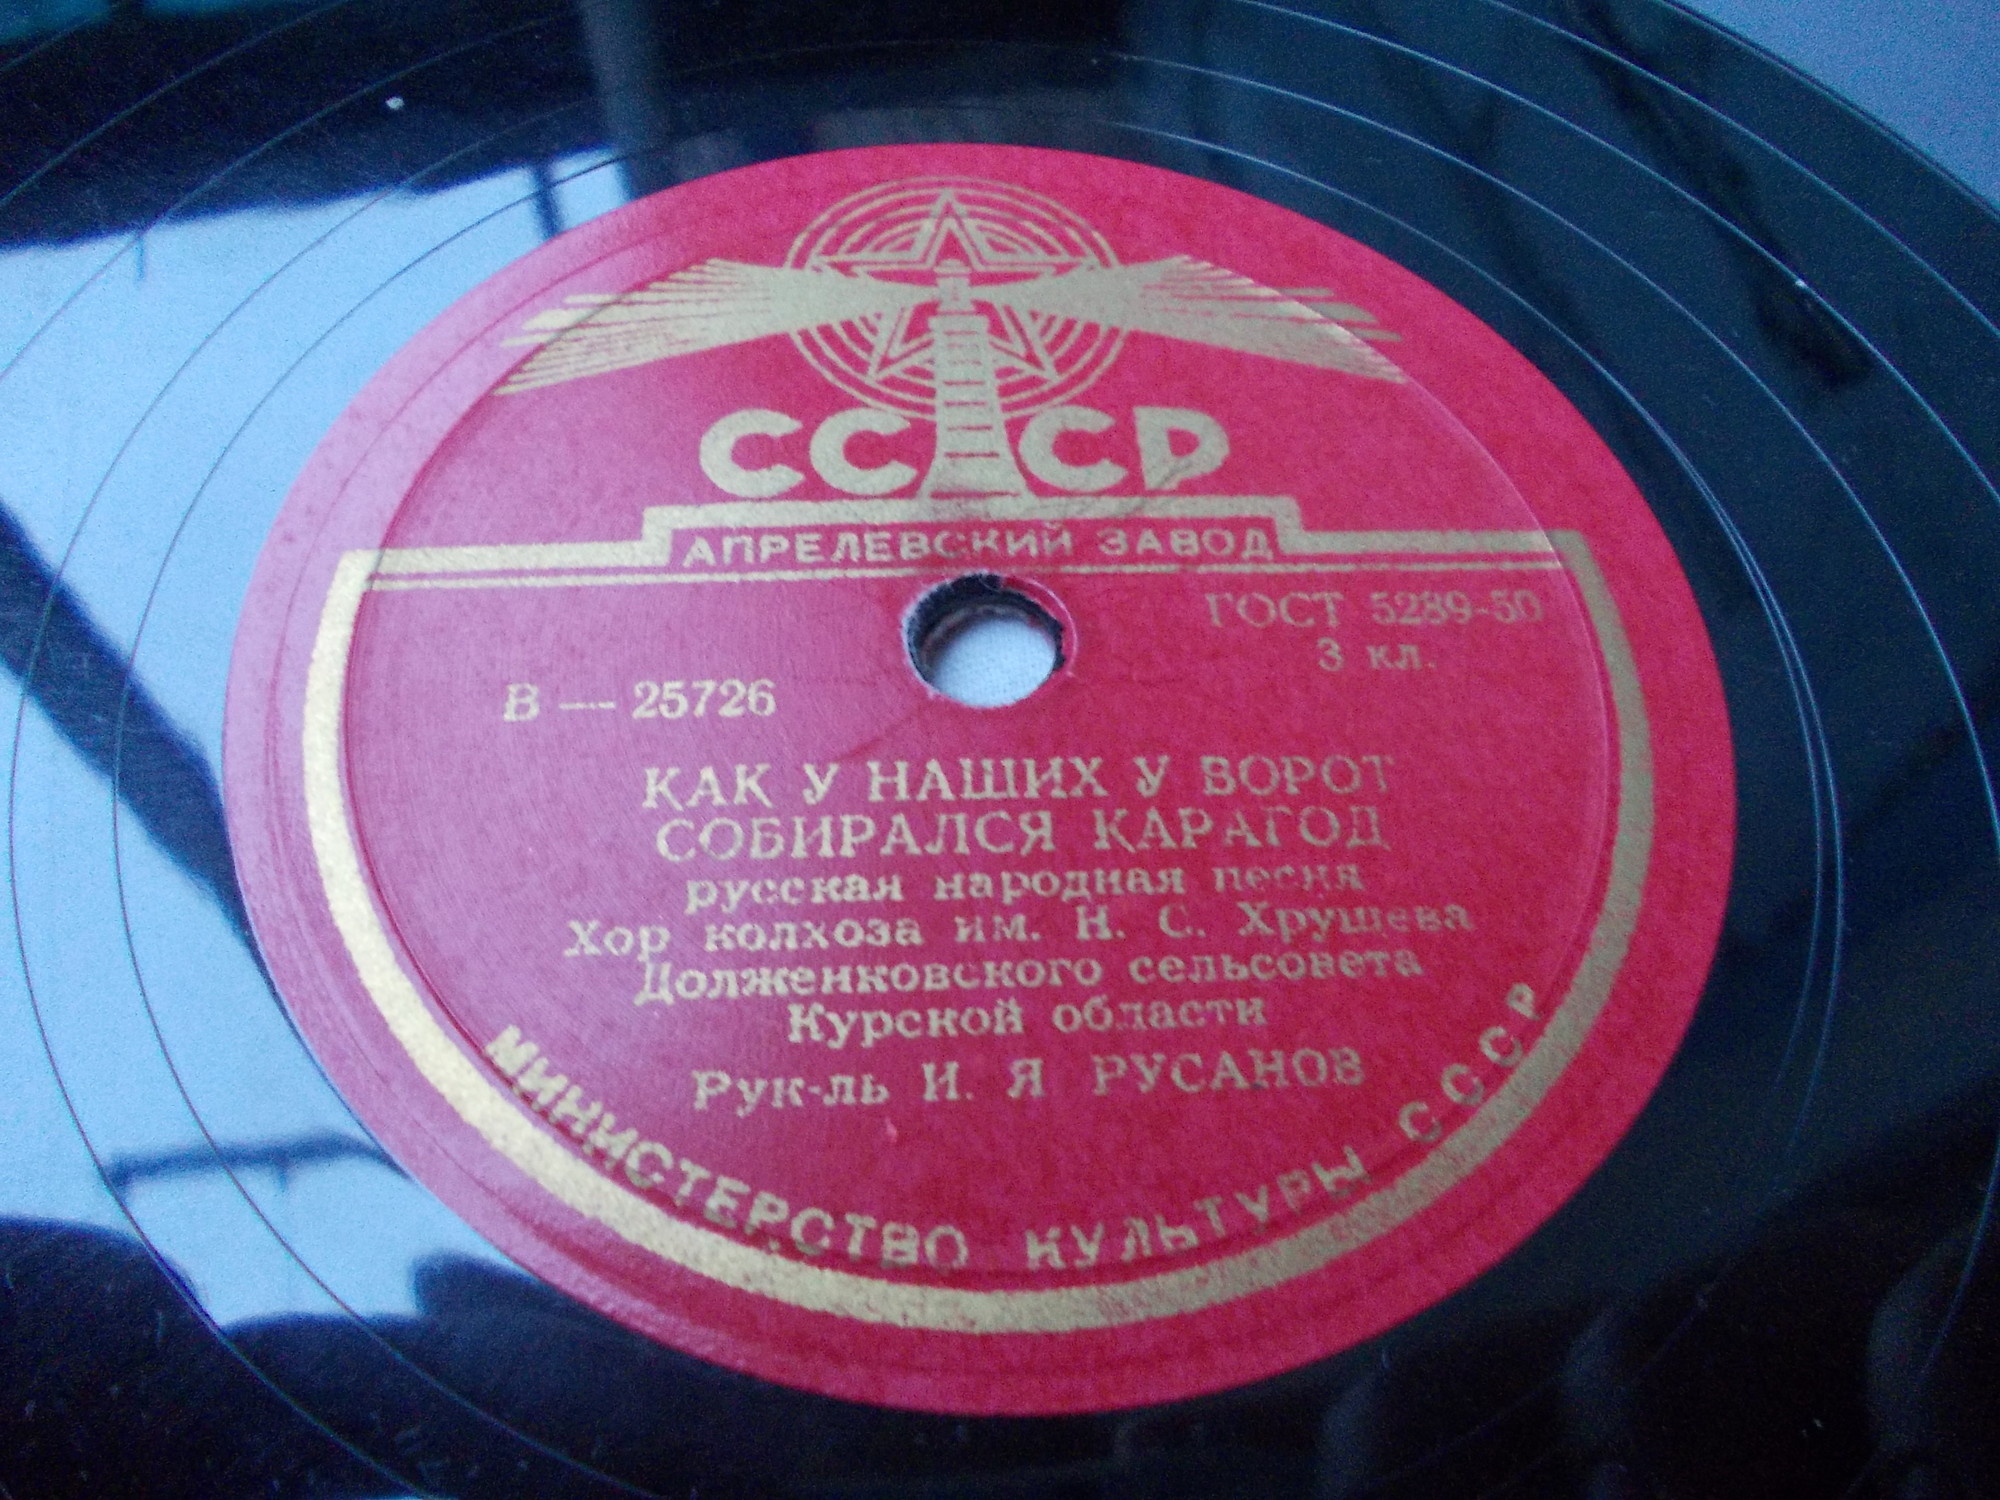 СССР
АПРЕЛЕВСКИЙ ЗАВОД
ГОСТ 5289-50
3 кл.
В — 25726
КАК У НАШИХ У ВОРОТ
СОБИРАЛСЯ КАРАГОД
русская народная песня
Хор колхоза им. Н. С. Хрущева
Долженковского сельсовета
Курской области
Рук-ль И. Я РУСАНОВ
МИНИСТЕРСТВО КУЛЬТУРЫ СССР